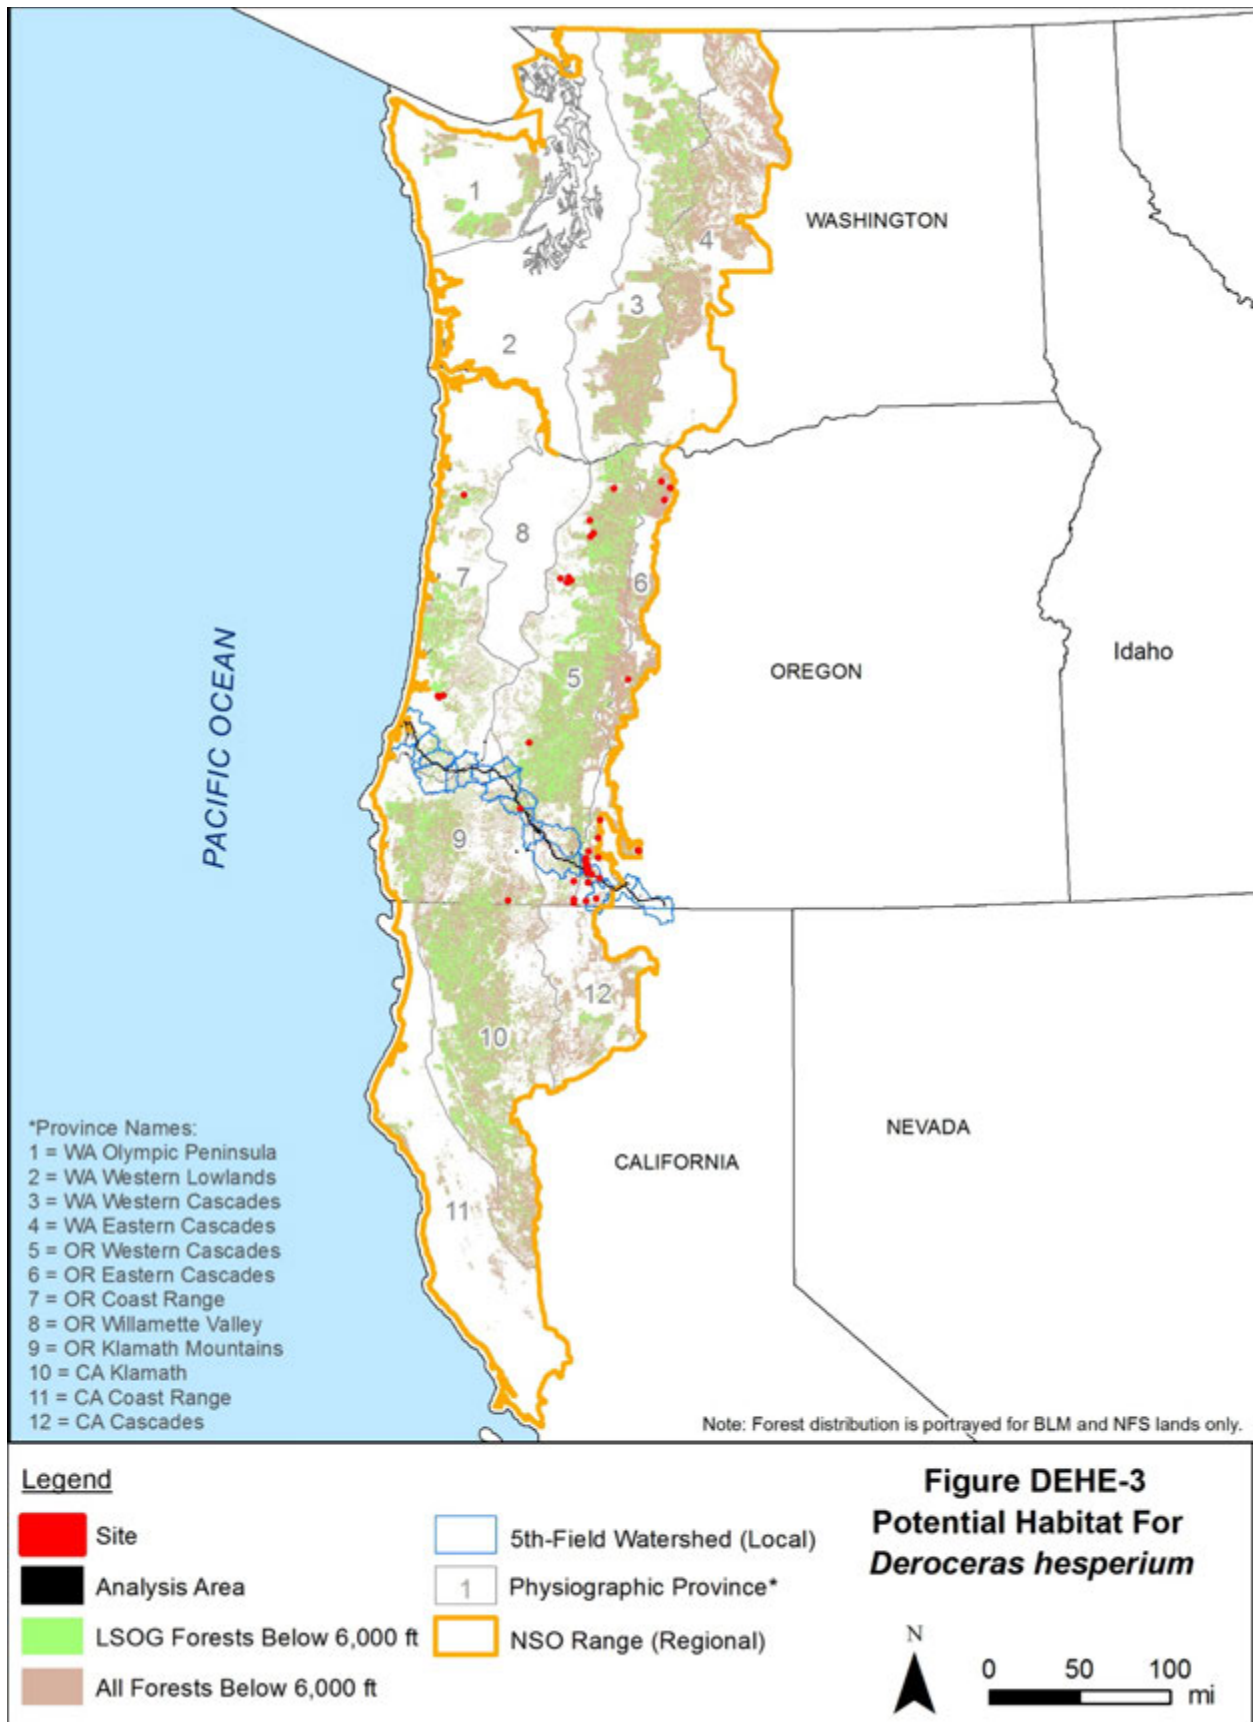 WASHINGTON
1
4
3
2
8
6
7
OREGON
Idaho
5
PACIFIC OCEAN
9
12
10
NEVADA
CALIFORNIA
11
*Province Names:
1 = WA Olympic Peninsula
2 = WA Western Lowlands
3 = WA Western Cascades
4 = WA Eastern Cascades
5 = OR Western Cascades
6 = OR Eastern Cascades
7 = OR Coast Range
8 = OR Willamette Valley
9 = OR Klamath Mountains
10 = CA Klamath
11 = CA Coast Range
12 = CA Cascades
Note: Forest distribution is portrayed for BLM and NFS lands only.
Legend
Site
Analysis Area
LSOG Forests Below 6,000 ft
All Forests Below 6,000 ft
5th-Field Watershed (Local)
1 Physiographic Province*
NSO Range (Regional)
Figure DEHE-3
Potential Habitat For
Deroceras hesperium
N
0 50 100
mi